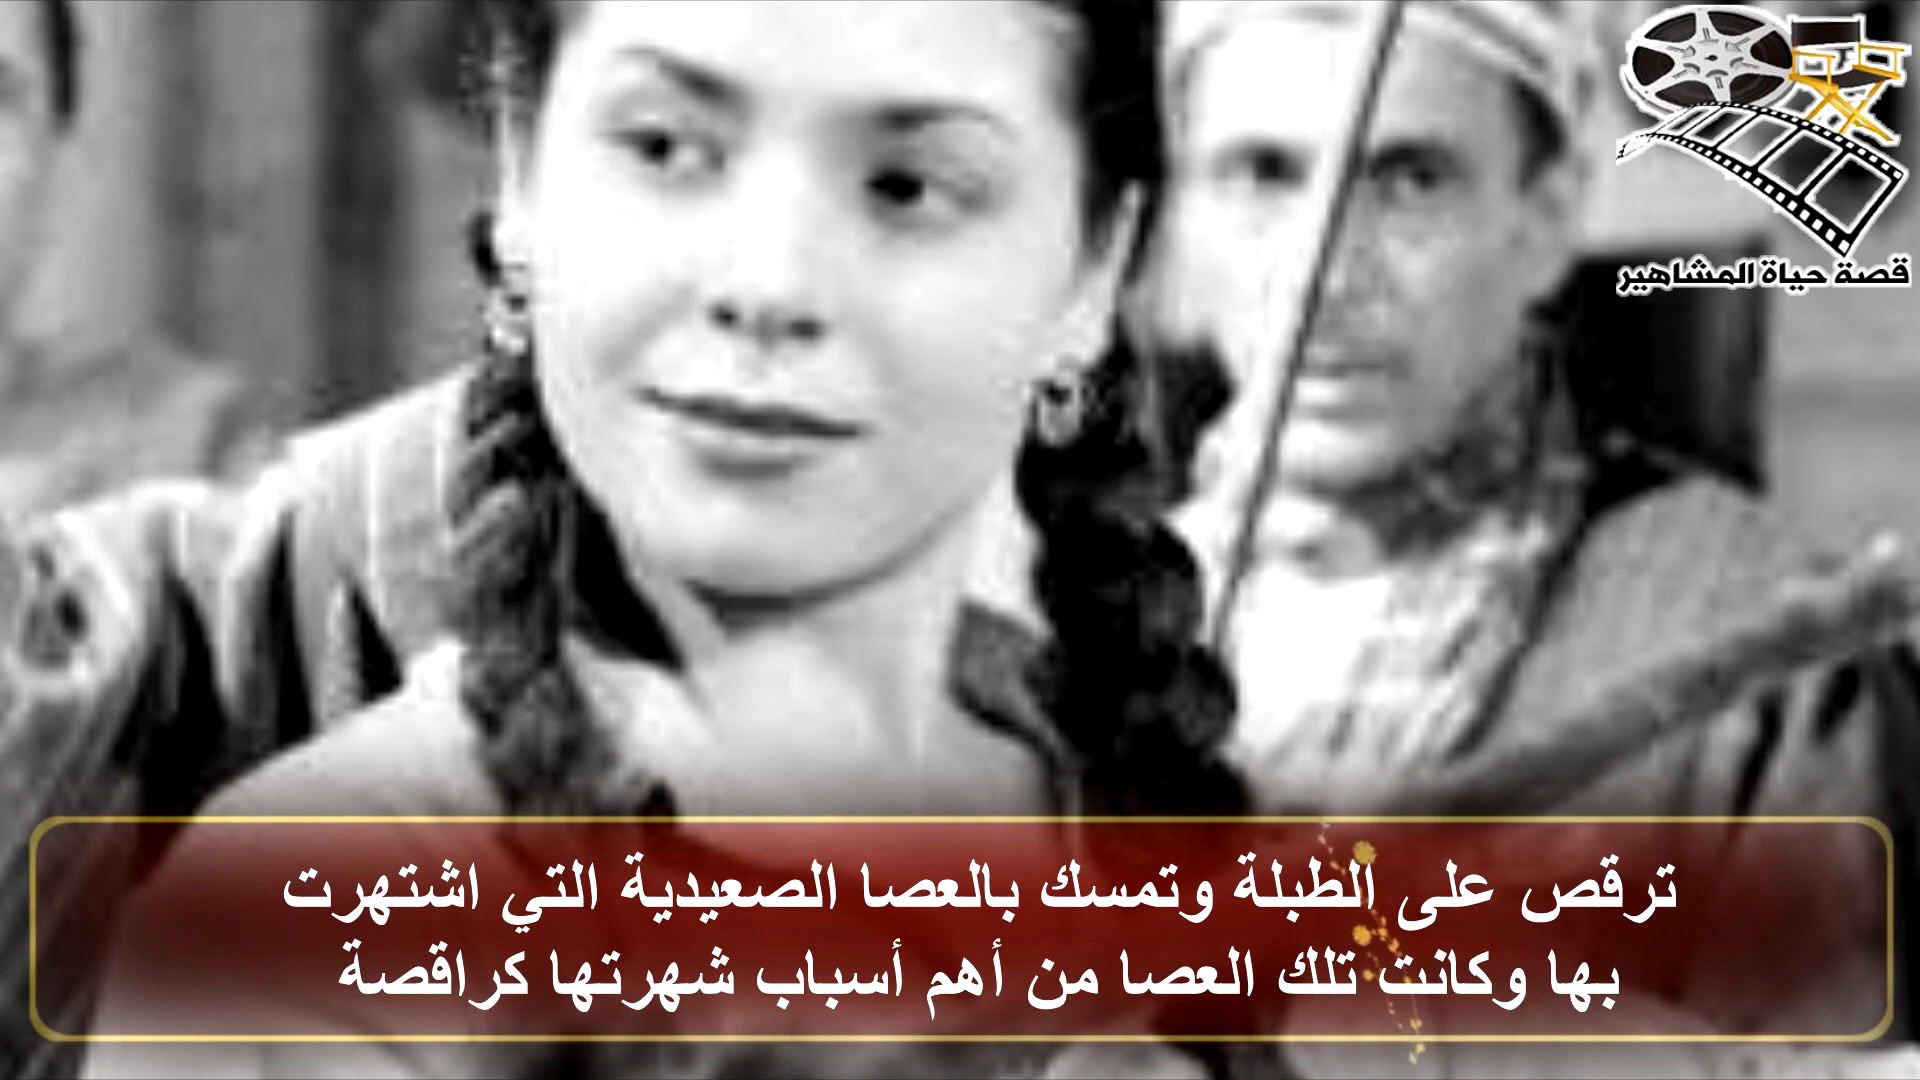 قصة حياة المشاهير
ترقص على الطبلة وتمسك بالعصا الصعيدية التي اشتهرت
بها وكانت تلك العصا من أهم أسباب شهرتها كراقصة